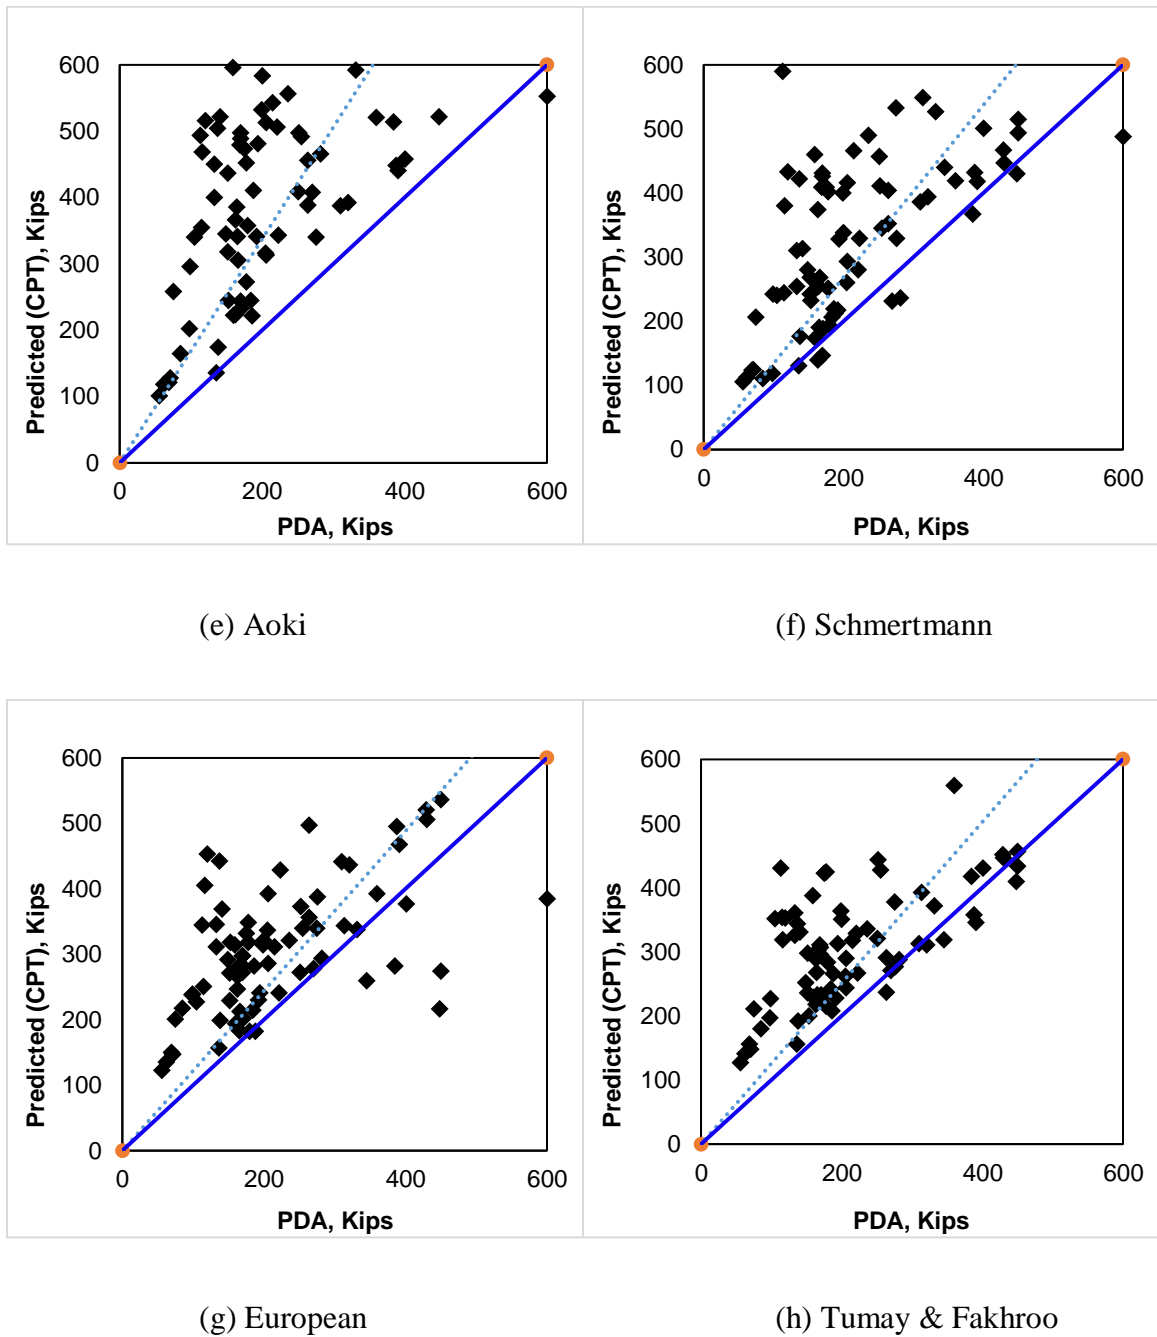 600
500
400
300
200
100
0
Predicted (CPT), Kips
0 200 400 600
PDA, Kips
600
500
400
300
200
100
0
Predicted (CPT), Kips
0 200 400 600
PDA, Kips
(e) Aoki
(f) Schmertmann
600
500
400
300
200
100
0
Predicted (CPT), Kips
0 200 400 600
PDA, Kips
600
500
400
300
200
100
0
Predicted (CPT), Kips
0 200 400 600
PDA, Kips
(g) European
(h) Tumay & Fakhroo